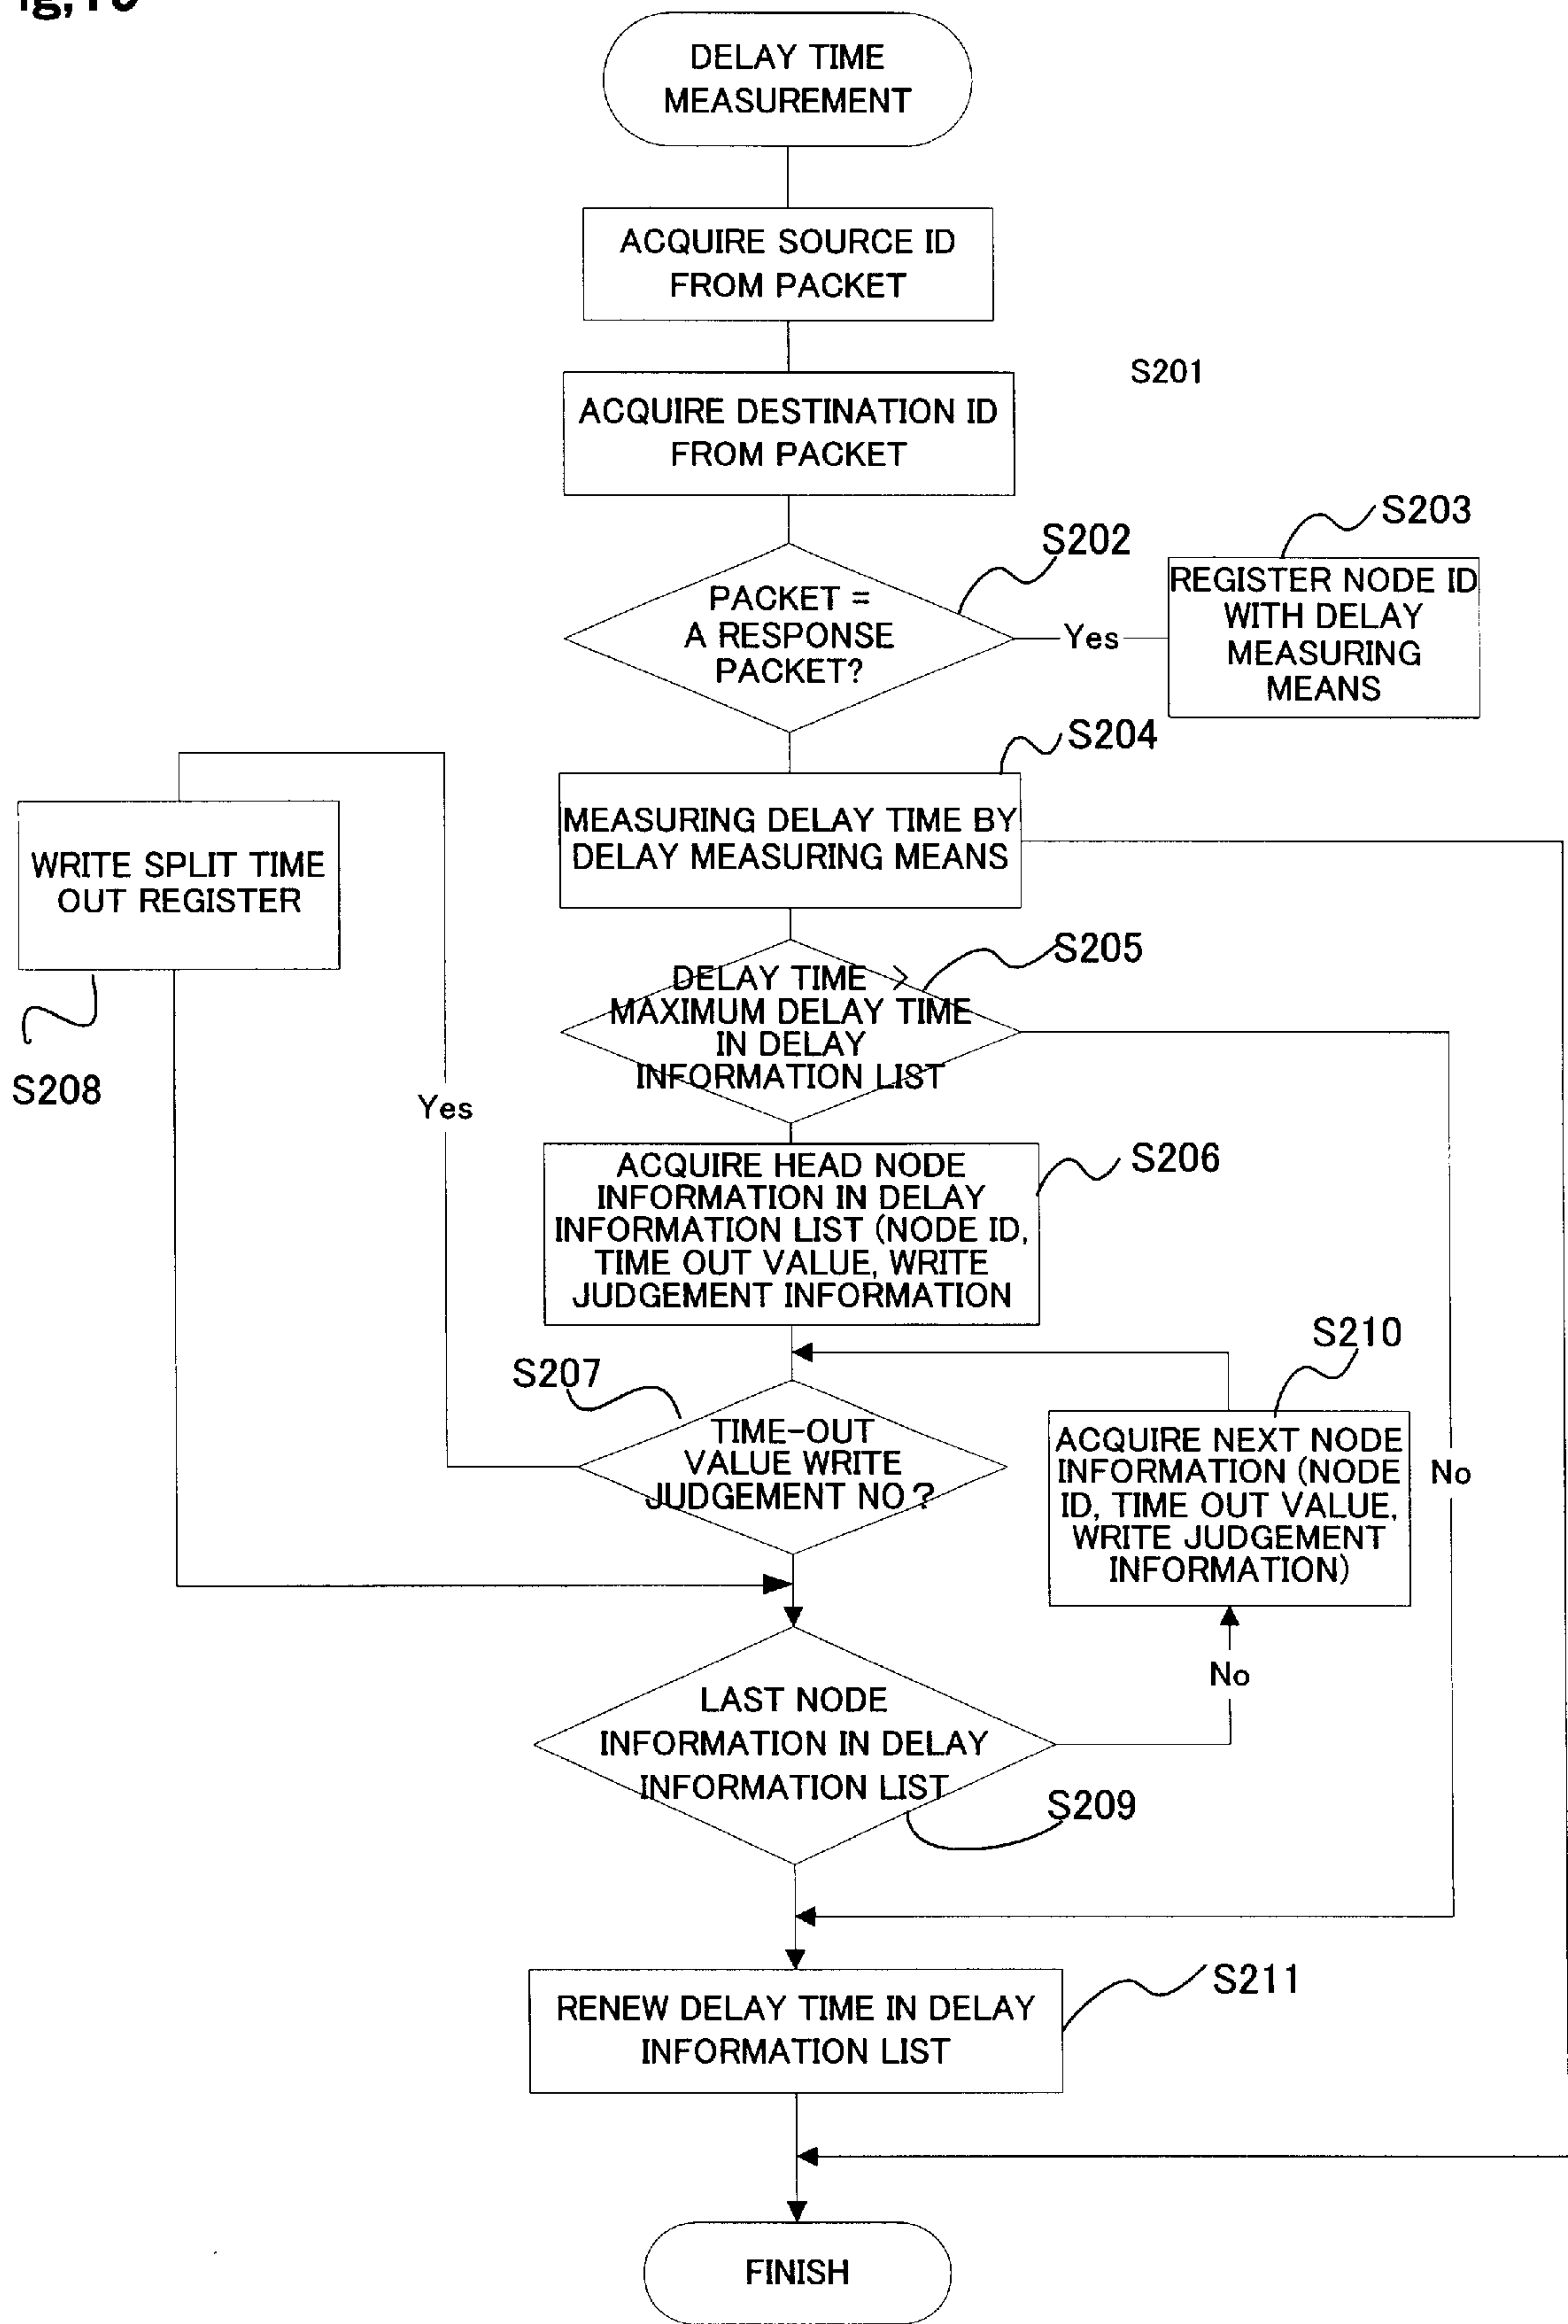 DELAY TIME
MEASUREMENT
ACQUIRE SOURCE ID
FROM PACKET
S201
ACQUIRE DESTINATION ID
FROM PACKET
S202
S203
PACKET =
A RESPONSE
PACKET?
Yes
REGISTER NODE ID
WITH DELAY
MEASURING
MEANS
S204
MEASURING DELAY TIME BY
DELAY MEASURING MEANS
WRITE SPLIT TIME
OUT REGISTER
S208
Yes
S205
DELAY TIME >
MAXIMUM DELAY TIME
IN DELAY
INFORMATION LIST
No
S206
ACQUIRE HEAD NODE
INFORMATION IN DELAY
INFORMATION LIST (NODE ID,
TIME OUT VALUE, WRITE
JUDGEMENT INFORMATION
S207
TIME-OUT
VALUE WRITE
JUDGEMENT NO?
S210
ACQUIRE NEXT NODE
INFORMATION (NODE
ID, TIME OUT VALUE,
WRITE JUDGEMENT
INFORMATION)
No
LAST NODE
INFORMATION IN DELAY
INFORMATION LIST
S209
S211
RENEW DELAY TIME IN DELAY
INFORMATION LIST
FINISH